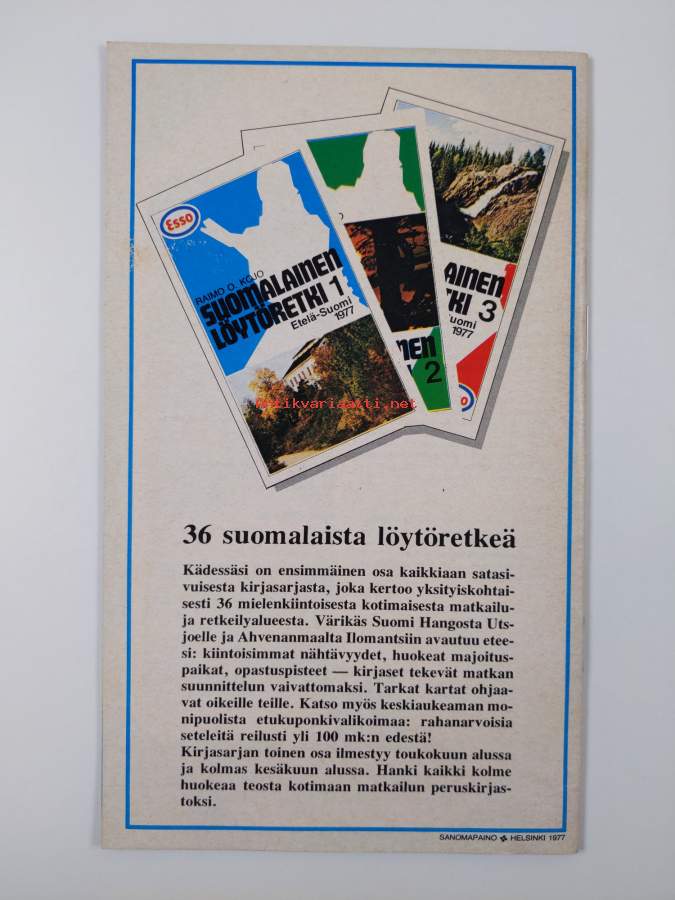 ESSO
RAIMO O. KOJO
SUOMALAINEN
LÖYTÖRETKI 1
Etelä-Suomi
1977
NEN
2
AINEN
TKI 3
uomi
1977
SSO
Antikvariaatti.net
36 suomalaista löytöretkeä
Kädessäsi on ensimmäinen osa kaikkiaan satasi-
vuisesta kirjasarjasta, joka kertoo yksityiskohtai-
sesti 36 mielenkiintoisesta kotimaisesta matkailu-
ja retkeilyalueesta. Värikäs Suomi Hangosta Uts-
joelle ja Ahvenanmaalta Ilomantsiin avautuu etee-
si: kiintoisimmat nähtävyydet, huokeat majoitus-
paikat, opastuspisteet — kirjaset tekevät matkan
suunnittelun vaivattomaksi. Tarkat kartat ohjaa-
vat oikeille teille. Katso myös keskiaukeaman mo-
nipuolista etukuponkivalikoimaa: rahanarvoisia
seteleitä reilusti yli 100 mk:n edestä!
Kirjasarjan toinen osa ilmestyy toukokuun alussa
ja kolmas kesäkuun alussa. Hanki kaikki kolme
huokeaa teosta kotimaan matkailun peruskirjas-
toksi.
SANOMAPAINO HELSINKI 1977